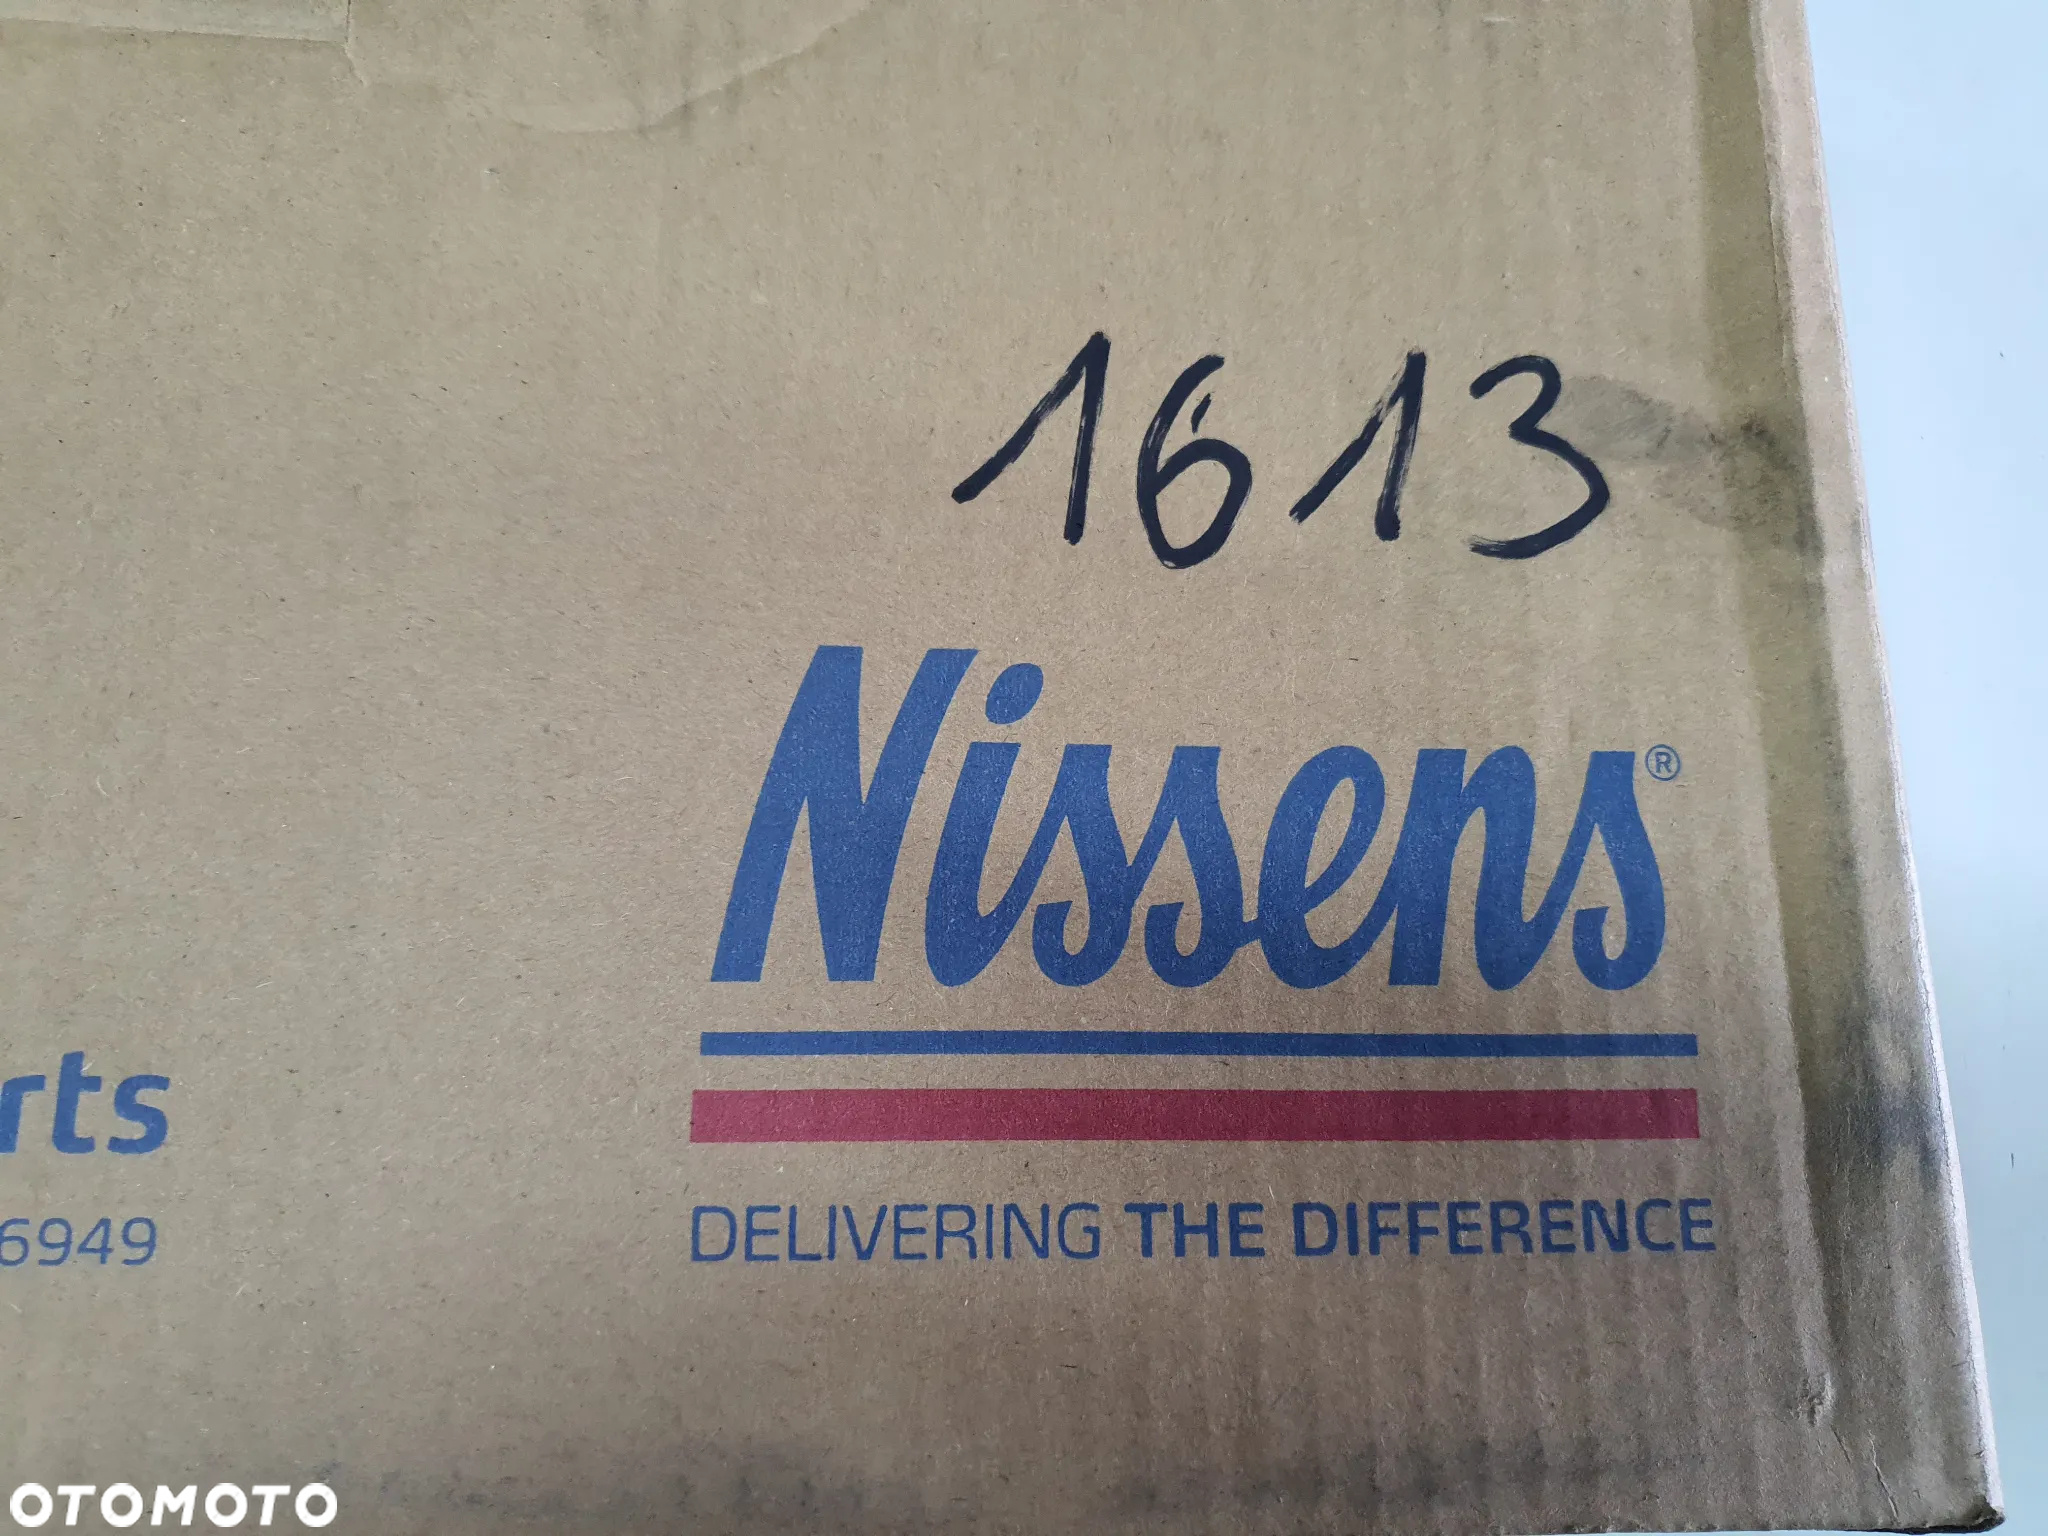 1613
Nissens®
rts
6949
DELIVERING THE DIFFERENCE
OTOMOTO